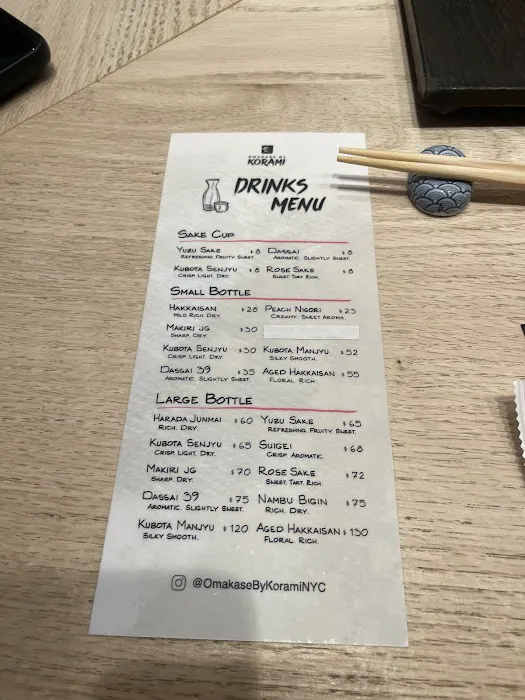 OMAKASE BY
KORAMI
DRINKS
MENU
SAKE CUP
YUZU SAKE $8 DASSAI $8
REFRESHING. FRUITY. SWEET. AROMATIC. SLIGHTLY SWEET.
KUBOTA SENJYU $8 ROSE SAKE $8
CRISP. LIGHT. DRY. SWEET. TART. RICH.
SMALL BOTTLE
HAKKAISAN $28 PEACH NIGORI $25
MILD. RICH. DRY. CREAMY. SWEET. AROMA.
MAKIRI JG $30
SHARP. DRY.
KUBOTA SENJYU $30 KUBOTA MANJYU $52
CRISP. LIGHT. DRY. SILKY. SMOOTH.
DASSAI 39 $35 AGED HAKKAISAN $55
AROMATIC. SLIGHTLY SWEET. FLORAL. RICH.
LARGE BOTTLE
HARADA JUNMAI $60 YUZU SAKE $65
RICH. DRY. REFRESHING. FRUITY. SWEET.
KUBOTA SENJYU $65 SUIGEI $68
CRISP. LIGHT. DRY. CRISP. AROMATIC.
MAKIRI JG $70 ROSE SAKE $72
SHARP. DRY. SWEET. TART. RICH.
DASSAI 39 $75 NAMBU BIGIN $75
AROMATIC. SLIGHTLY SWEET. RICH. DRY.
KUBOTA MANJYU $120 AGED HAKKAISAN $130
SILKY. SMOOTH. FLORAL. RICH.
@OmakaseByKoramiNYC